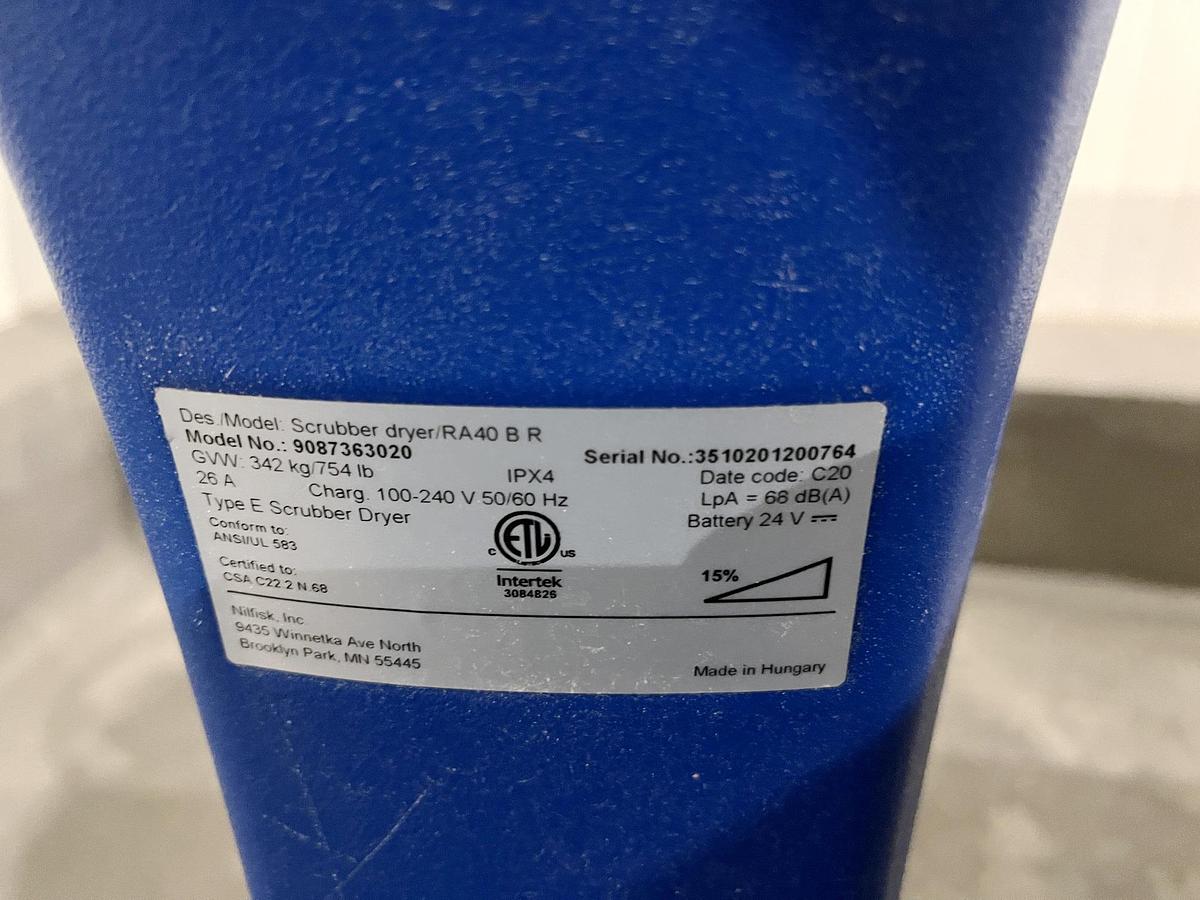 Des./Model: Scrubber dryer/RA40 B R
Model No.: 9087363020
Serial No.:3510201200764
GVW: 342 kg/754 lb
IPX4
Date code: C20
26 A
Charg. 100-240 V 50/60 Hz
LpA = 68 dB(A)
Type E Scrubber Dryer
Battery 24 V
Conform to:
ANSI/UL 583
C ETL US
Intertek
3084826
Certified to:
CSA C22.2 N.68
15%
Nilfisk, Inc.
9435 Winnetka Ave North
Brooklyn Park, MN 55445
Made in Hungary